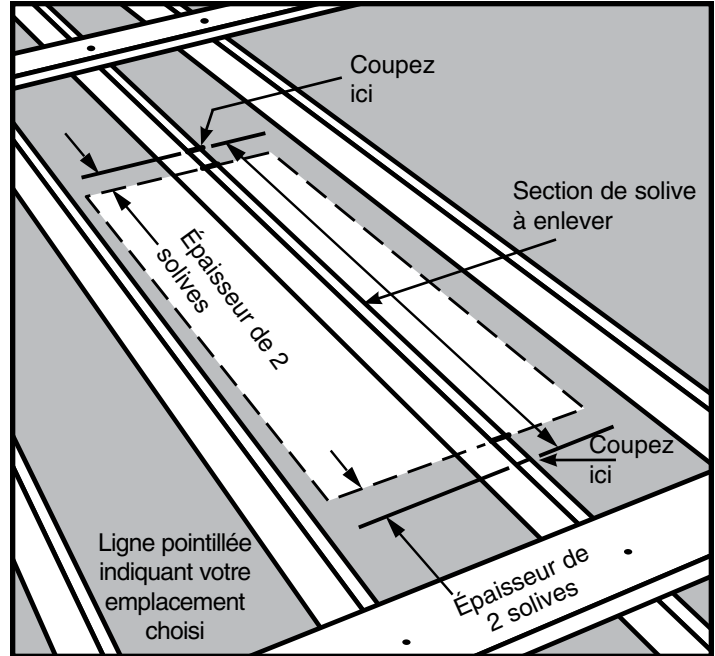 Coupez
ici
Section de solive
à enlever
Épaisseur de 2
solives
Coupez
ici
Ligne pointillée
indiquant votre
emplacement
choisi
Épaisseur de
2 solives